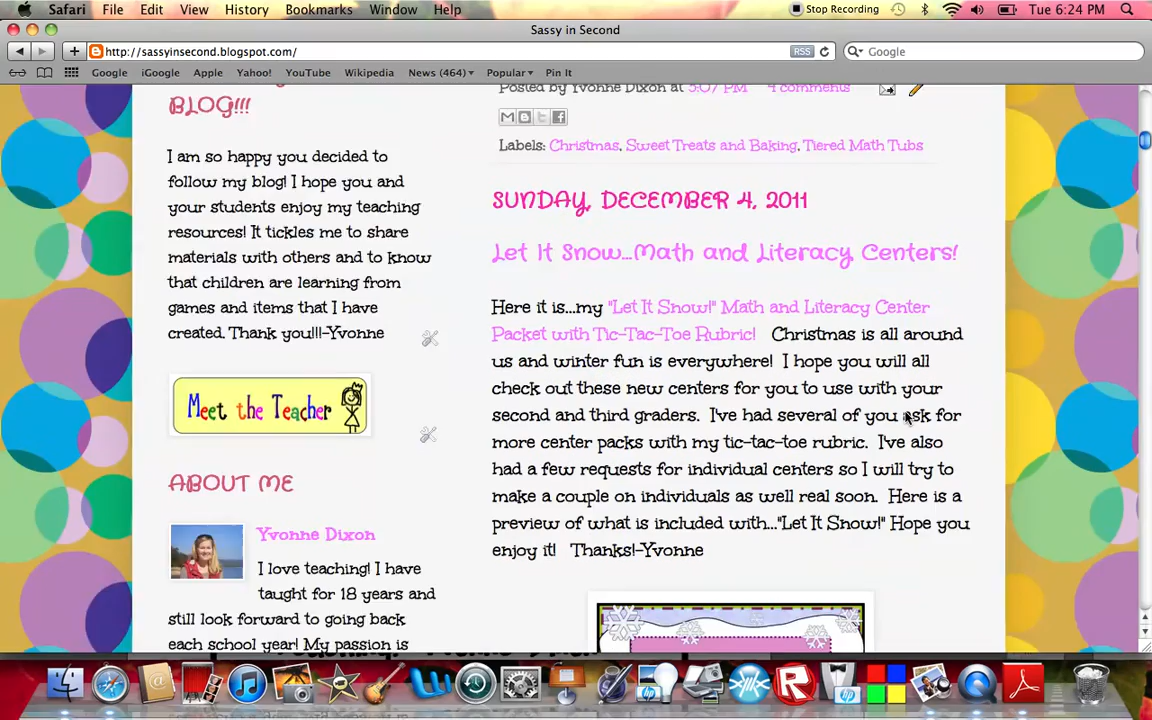 Safari File Edit View History Bookmarks Window Help Stop Recording Tue 6:24 PM
Sassy in Second
http://sassyinsecond.blogspot.com/ RSS Google
Google iGoogle Apple Yahoo! YouTube Wikipedia News (464) Popular Pin It
BLOG!!!
I am so happy you decided to
follow my blog! I hope you and
your students enjoy my teaching
resources! It tickles me to share
materials with others and to know
that children are learning from
games and items that I have
created. Thank you!!!-Yvonne
Meet the Teacher
ABOUT ME
Yvonne Dixon
I love teaching! I have
taught for 18 years and
still look forward to going back
each school year! My passion is
Posted by Yvonne Dixon at 5:07 PM 4 comments
Labels: Christmas, Sweet Treats and Baking, Tiered Math Tubs
SUNDAY, DECEMBER 4, 2011
Let It Snow...Math and Literacy Centers!
Here it is...my "Let It Snow!" Math and Literacy Center
Packet with Tic-Tac-Toe Rubric! Christmas is all around
us and winter fun is everywhere! I hope you will all
check out these new centers for you to use with your
second and third graders. I've had several of you ask for
more center packs with my tic-tac-toe rubric. I've also
had a few requests for individual centers so I will try to
make a couple on individuals as well real soon. Here is a
preview of what is included with..."Let It Snow!" Hope you
enjoy it! Thanks!-Yvonne